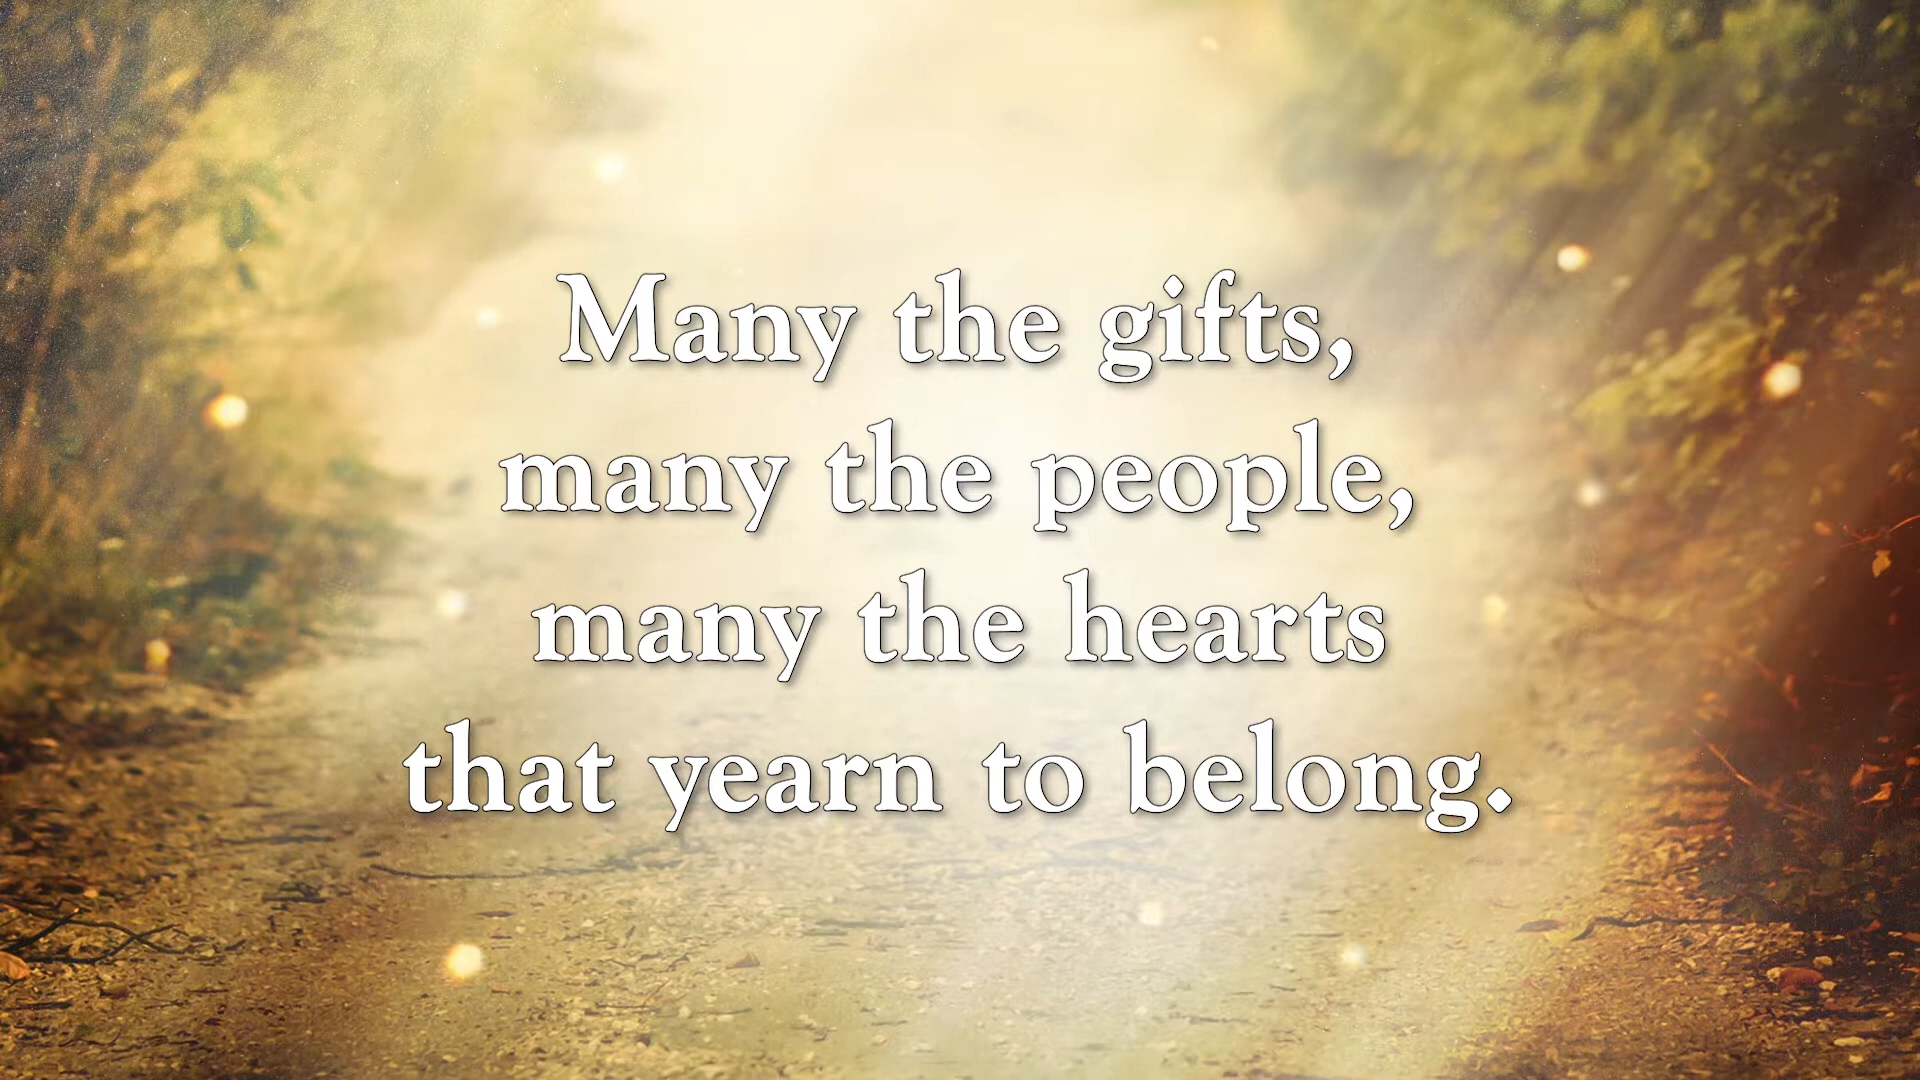 Many the gifts,
many the people,
many the hearts
that yearn to belong.